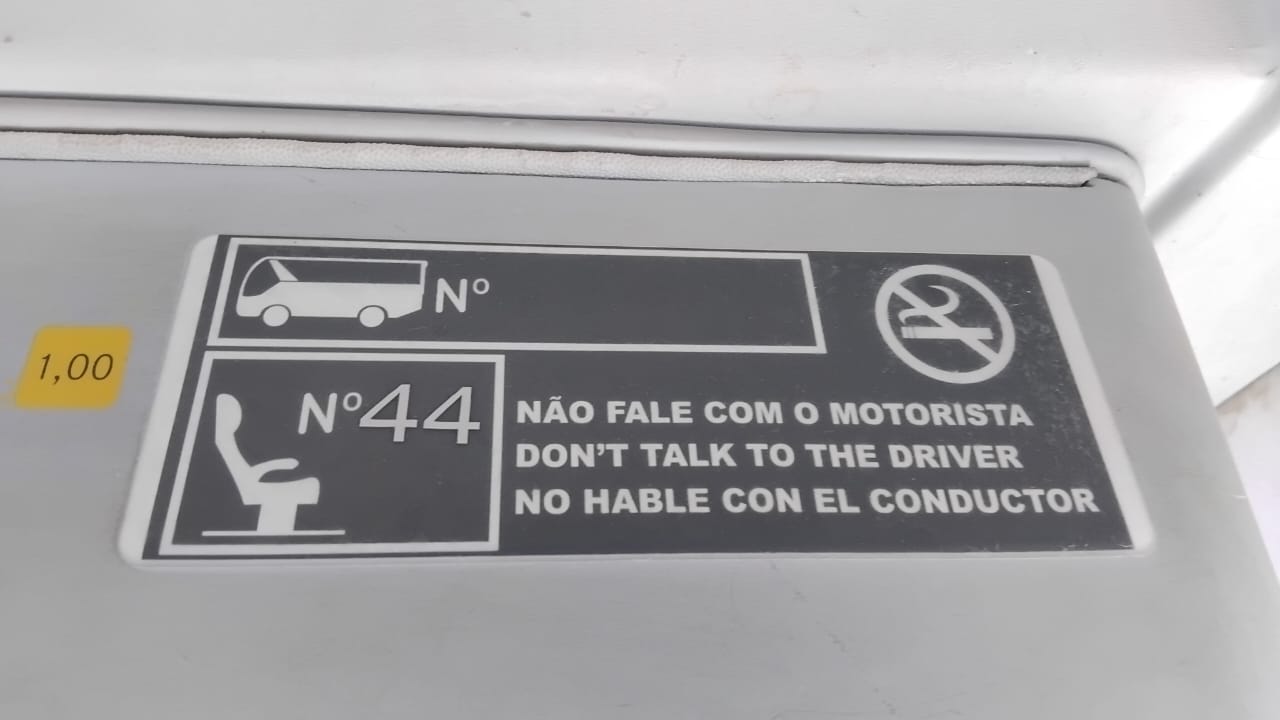 Nº
1,00
Nº44
NÃO FALE COM O MOTORISTA
DON'T TALK TO THE DRIVER
NO HABLE CON EL CONDUCTOR